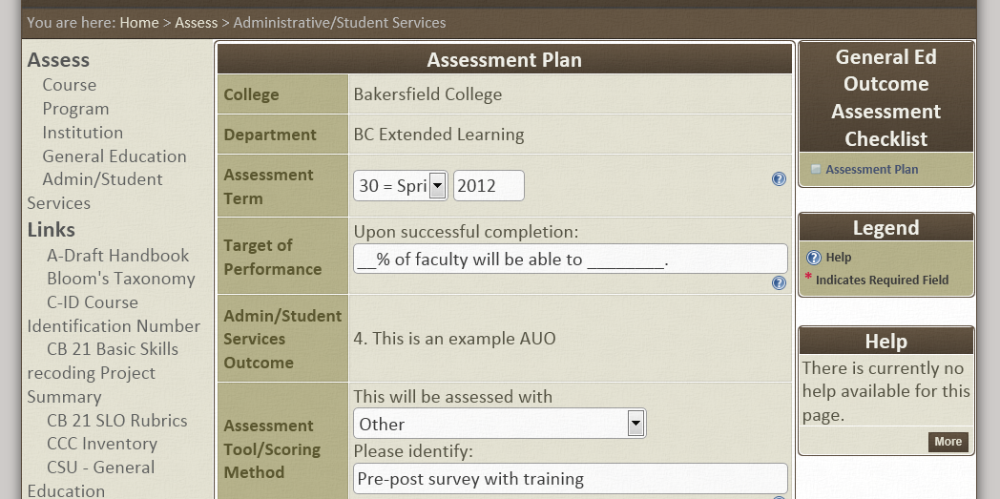 You are here: Home > Assess > Administrative/Student Services
Assess
Course
Program
Institution
General Education
Admin/Student
Services
Links
A-Draft Handbook
Bloom's Taxonomy
C-ID Course
Identification Number
CB 21 Basic Skills
recoding Project
Summary
CB 21 SLO Rubrics
CCC Inventory
CSU - General
Education
Assessment Plan
College
Bakersfield College
Department
BC Extended Learning
Assessment
Term
30 = Spri
2012
?
Target of
Performance
Upon successful completion:
__% of faculty will be able to ________.
?
Admin/Student
Services
Outcome
4. This is an example AUO
Assessment
Tool/Scoring
Method
This will be assessed with
Other
Please identify:
Pre-post survey with training
General Ed
Outcome
Assessment
Checklist
Assessment Plan
Legend
? Help
* Indicates Required Field
Help
There is currently no
help available for this
page.
More